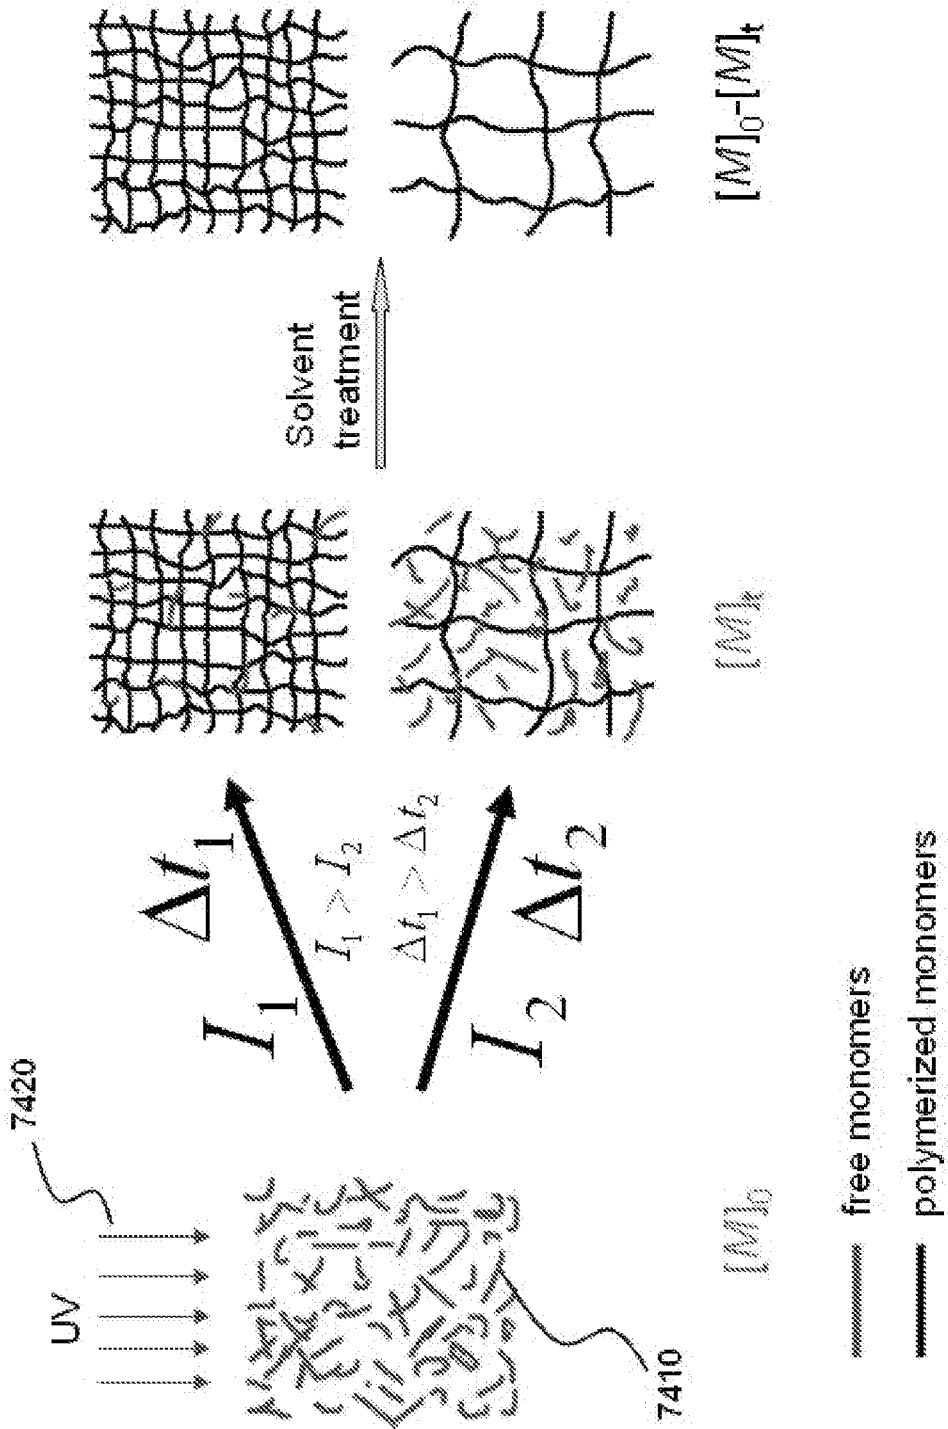 UV
7420
7410
[M]₀
I₁
Δt₁
I₁ > I₂
Δt₁ > Δt₂
I₂
Δt₂
[M]ₜ
Solvent
treatment
[M]₀-[M]ₜ
free monomers
polymerized monomers